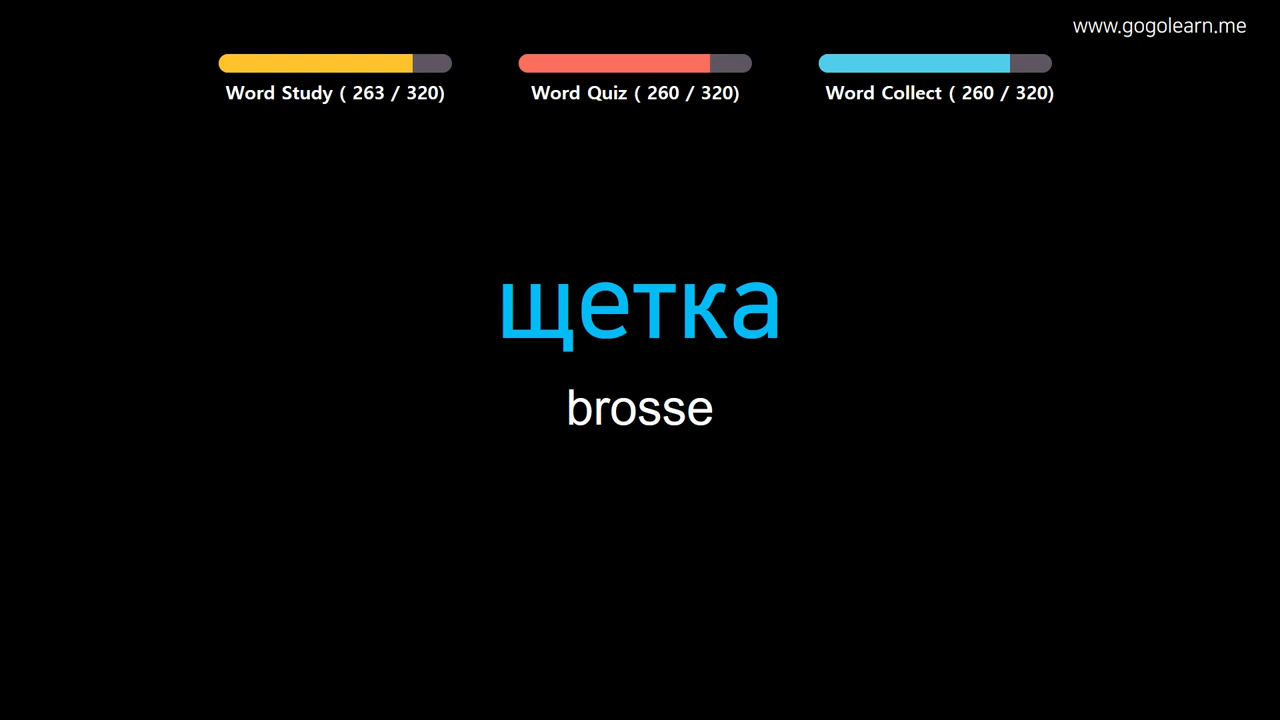 www.gogolearn.me
Word Study ( 263 / 320)
Word Quiz ( 260 / 320)
Word Collect ( 260 / 320)
щетка
brosse